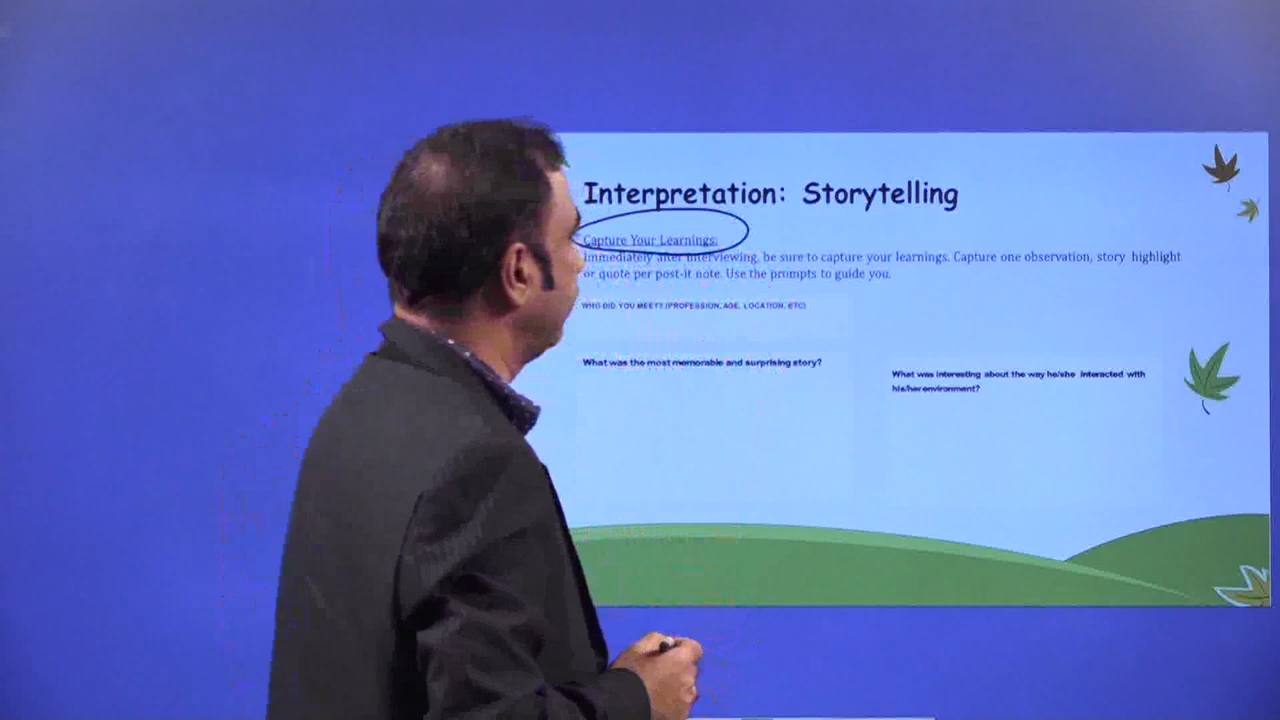 Interpretation: Storytelling
Capture Your Learnings:
Immediately after interviewing, be sure to capture your learnings. Capture one observation, story highlight
or quote per post-it note. Use the prompts to guide you.
WHO DID YOU MEET? (PROFESSION, AGE, LOCATION, ETC)
What was the most memorable and surprising story?
What was interesting about the way he/she interacted with
his/her environment?